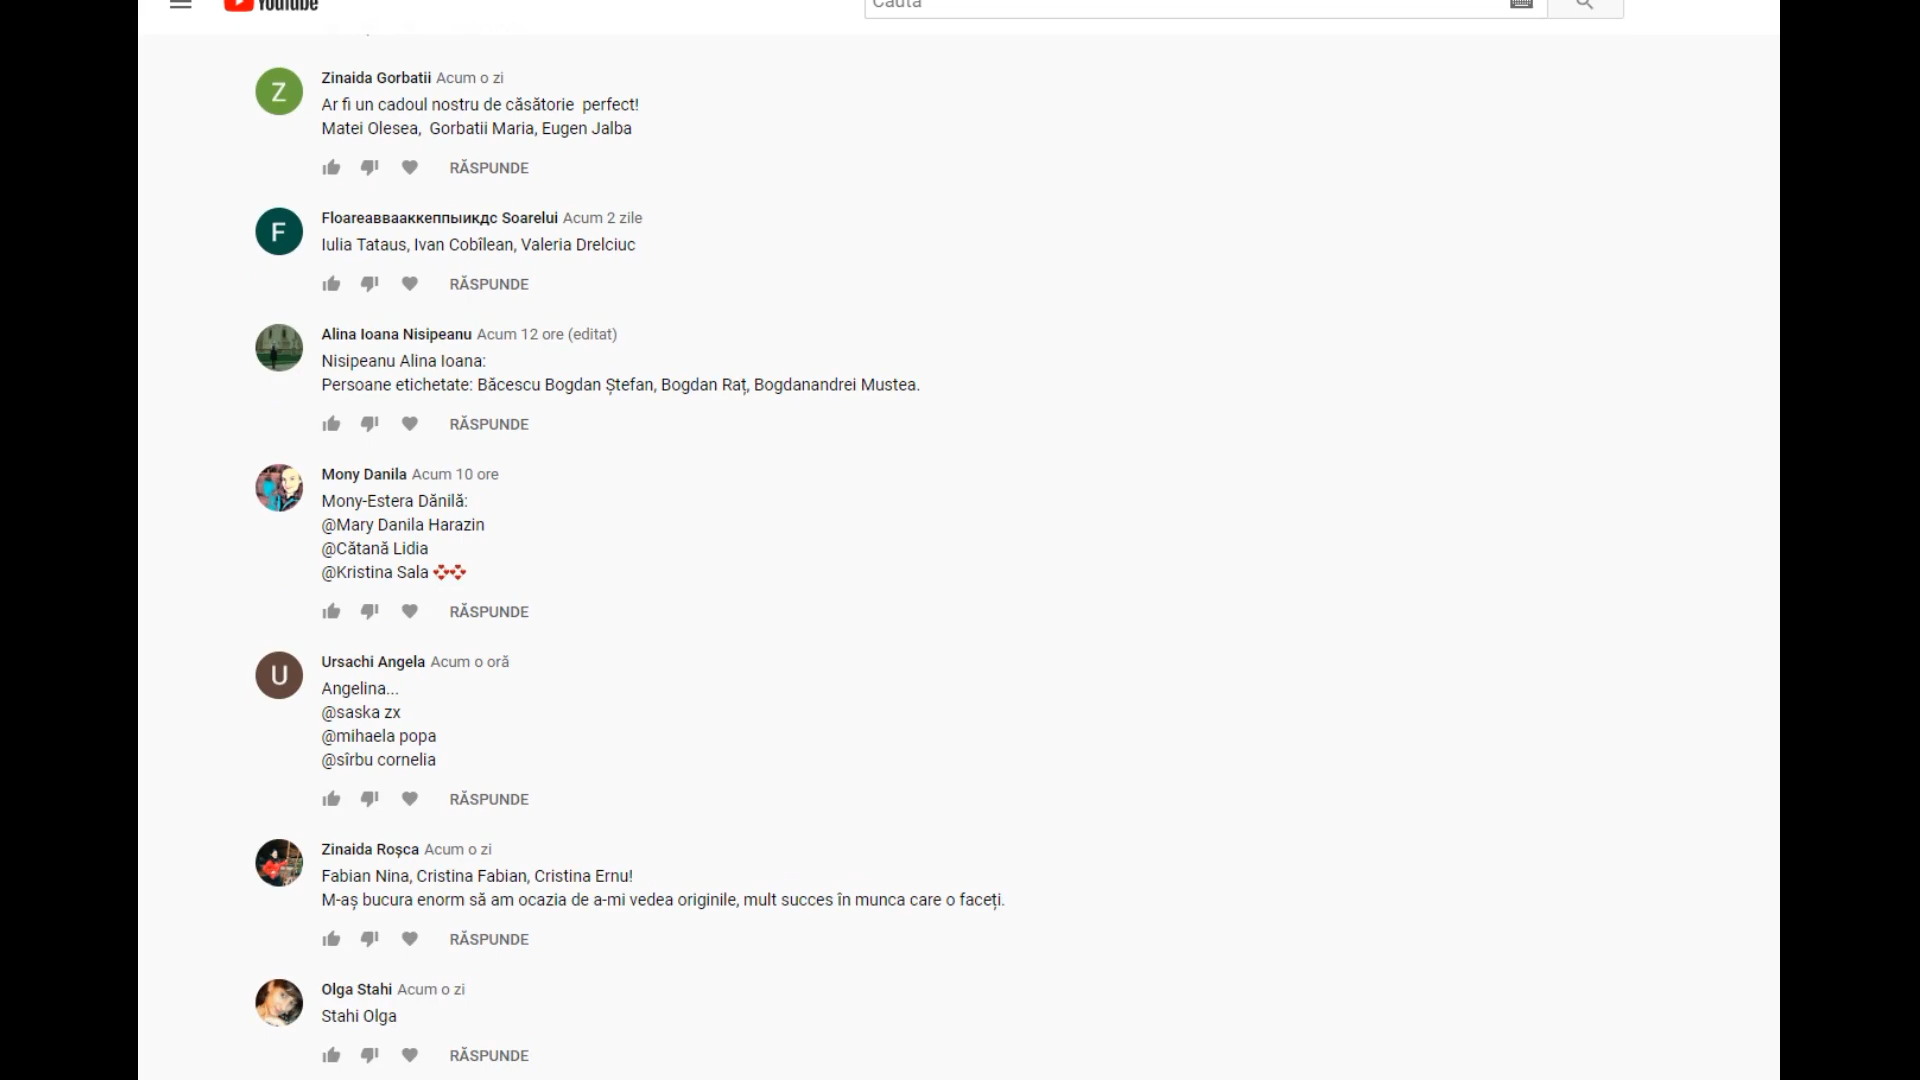 YouTube
Căuta
Zinaida Gorbatii Acum o zi
Ar fi un cadoul nostru de căsătorie perfect!
Matei Olesea, Gorbatii Maria, Eugen Jalba
RĂSPUNDE
Floareaввааккеппыикдс Soarelui Acum 2 zile
Iulia Tataus, Ivan Cobîlean, Valeria Drelciuc
RĂSPUNDE
Alina Ioana Nisipeanu Acum 12 ore (editat)
Nisipeanu Alina Ioana:
Persoane etichetate: Băcescu Bogdan Ștefan, Bogdan Raț, Bogdanandrei Mustea.
RĂSPUNDE
Mony Danila Acum 10 ore
Mony-Estera Dănilă:
@Mary Danila Harazin
@Cătană Lidia
@Kristina Sala
RĂSPUNDE
Ursachi Angela Acum o oră
Angelina...
@saska zx
@mihaela popa
@sîrbu cornelia
RĂSPUNDE
Zinaida Roșca Acum o zi
Fabian Nina, Cristina Fabian, Cristina Ernu!
M-aș bucura enorm să am ocazia de a-mi vedea originile, mult succes în munca care o faceți.
RĂSPUNDE
Olga Stahi Acum o zi
Stahi Olga
RĂSPUNDE